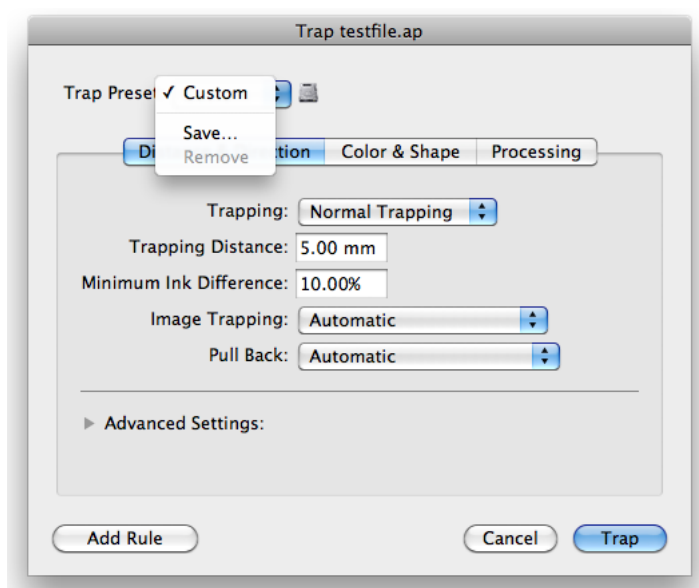 Trap testfile.ap
Trap Preset
✓ Custom
Save...
Remove
Color & Shape
Processing
Trapping: Normal Trapping
Trapping Distance: 5.00 mm
Minimum Ink Difference: 10.00%
Image Trapping: Automatic
Pull Back: Automatic
Advanced Settings:
Add Rule
Cancel
Trap